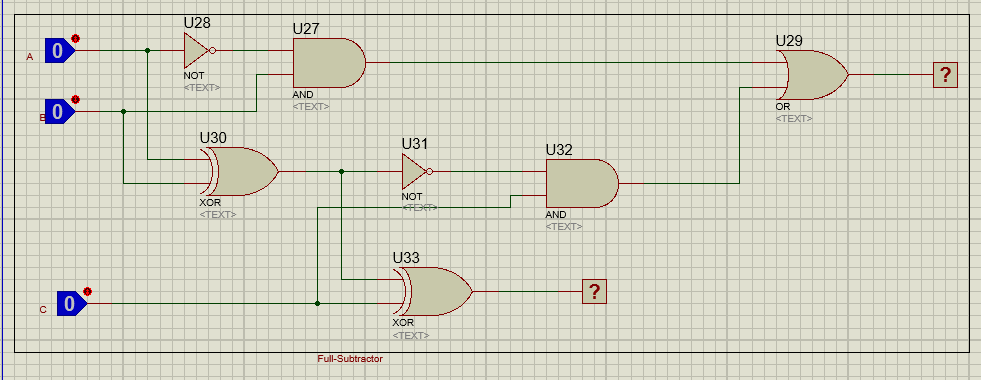 U28
U27
U29
0
A
?
NOT
<TEXT>
AND
<TEXT>
OR
<TEXT>
0
B
U30
U31
U32
XOR
<TEXT>
NOT
<TEXT>
AND
<TEXT>
U33
?
0
C
XOR
<TEXT>
Full-Subtractor